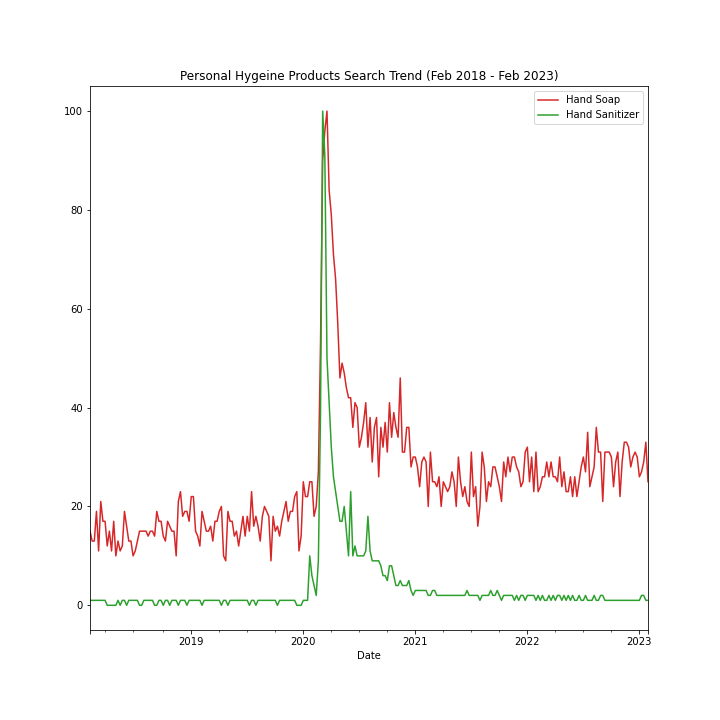 Personal Hygeine Products Search Trend (Feb 2018 - Feb 2023)
Hand Soap
Hand Sanitizer
100
80
60
40
20
0
2019 2020 2021 2022 2023
Date